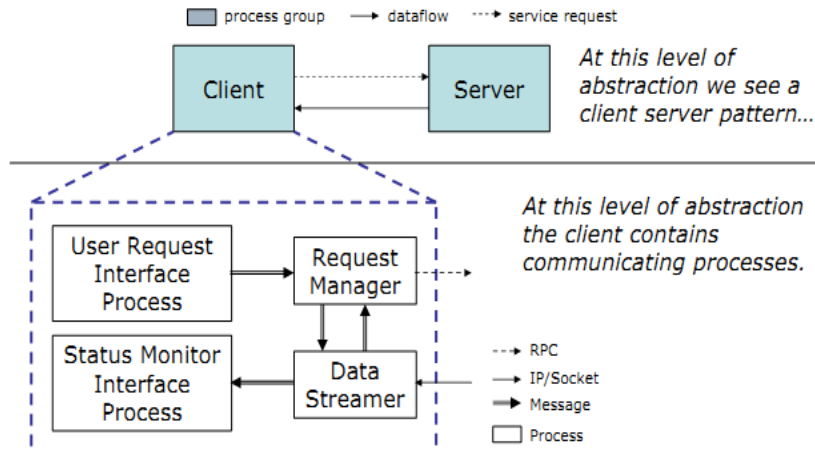 process group
dataflow
service request
Client
Server
At this level of
abstraction we see a
client server pattern...
At this level of abstraction
the client contains
communicating processes.
User Request
Interface
Process
Request
Manager
Status Monitor
Interface
Process
Data
Streamer
RPC
IP/Socket
Message
Process